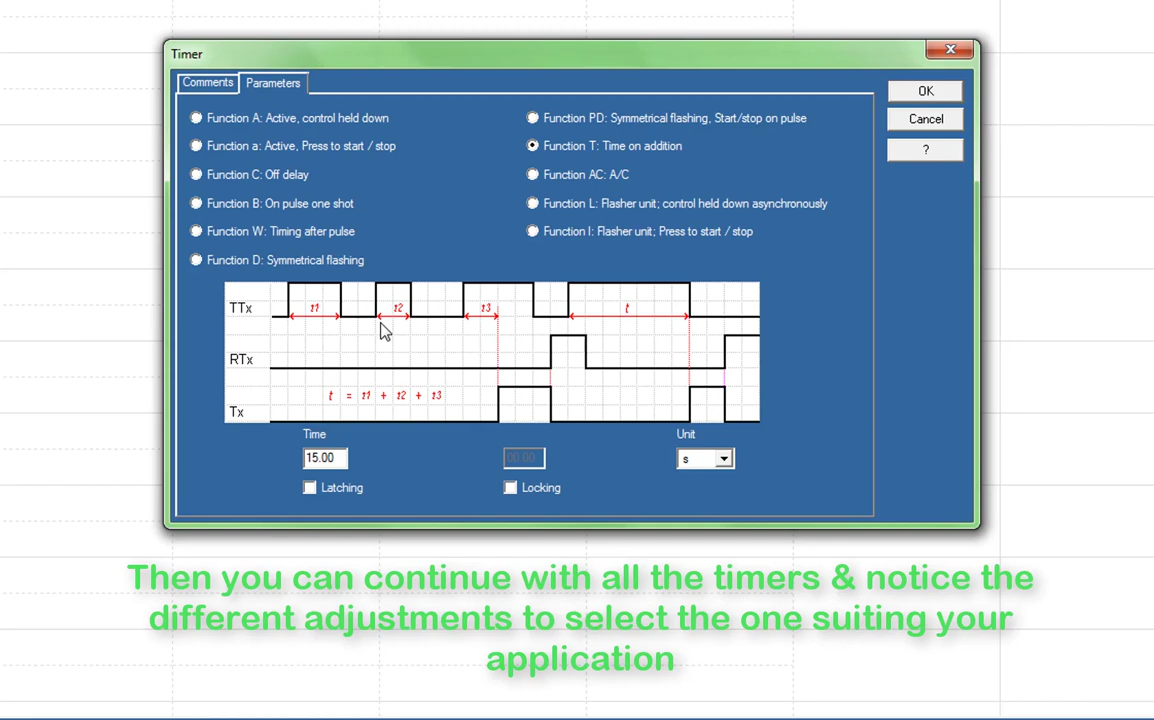 Timer
Comments
Parameters
OK
Cancel
?
Function A: Active, control held down
Function a: Active, Press to start / stop
Function C: Off delay
Function B: On pulse one shot
Function W: Timing after pulse
Function D: Symmetrical flashing
Function PD: Symmetrical flashing, Start/stop on pulse
Function T: Time on addition
Function AC: A/C
Function L: Flasher unit; control held down asynchronously
Function I: Flasher unit; Press to start / stop
TTx
t1
t2
t3
t
RTx
t = t1 + t2 + t3
Tx
Time
Unit
15.00
00.00
s
Latching
Locking
Then you can continue with all the timers & notice the
different adjustments to select the one suiting your
application